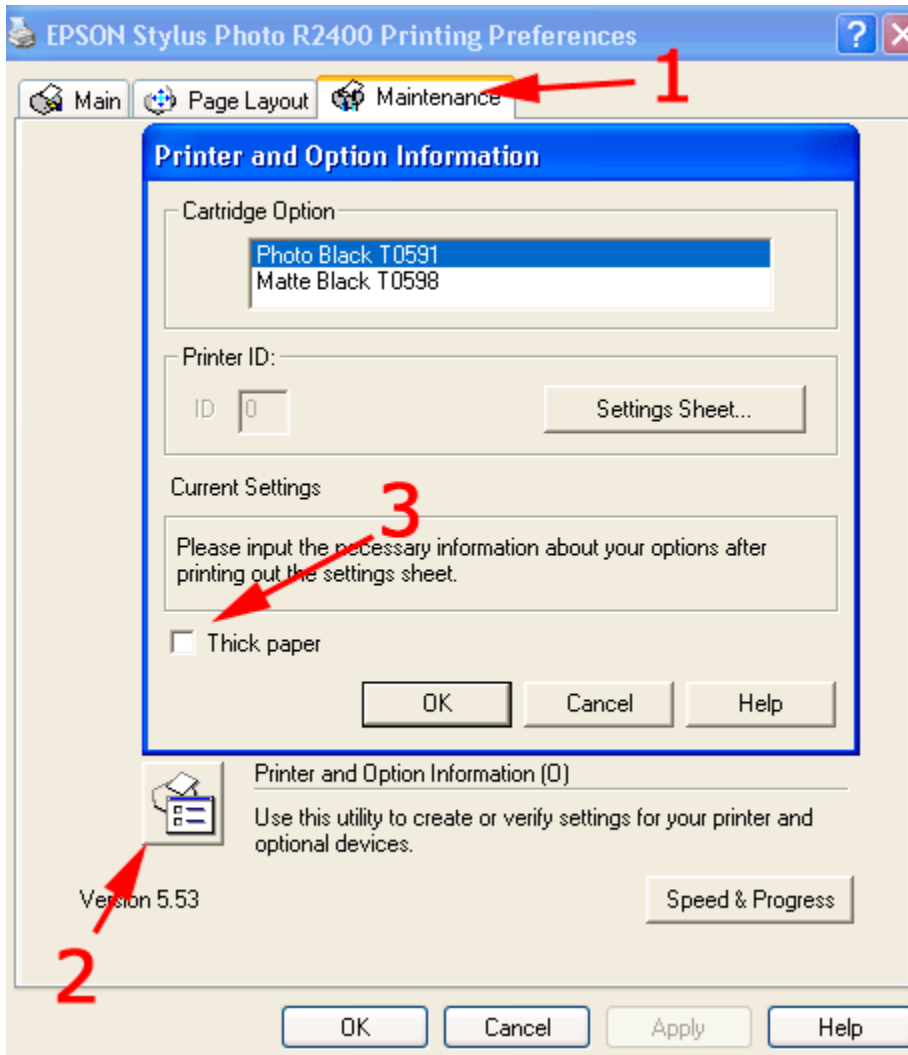 EPSON Stylus Photo R2400 Printing Preferences
1
Main Page Layout Maintenance
Printer and Option Information
Cartridge Option
Photo Black T0591
Matte Black T0598
Printer ID:
ID 0 Settings Sheet...
Current Settings
3
Please input the necessary information about your options after
printing out the settings sheet.
Thick paper
OK Cancel Help
Printer and Option Information (O)
Use this utility to create or verify settings for your printer and
optional devices.
Version 5.53 Speed & Progress
2
OK Cancel Apply Help